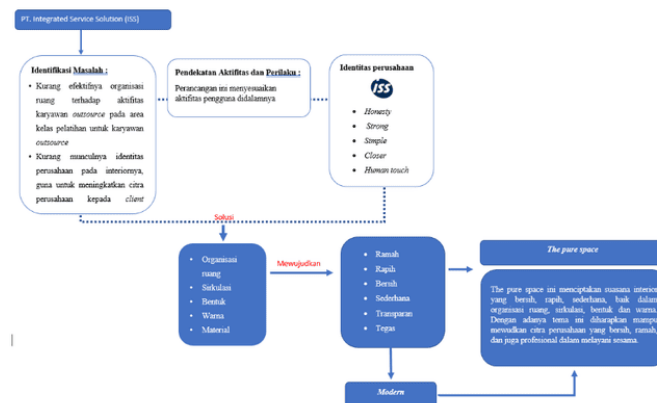 PT. Integrated Service Solution (ISS)
Identifikasi Masalah :
• Kurang efektifnya organisasi
ruang terhadap aktifitas
karyawan outsource pada area
kelas pelatihan untuk karyawan
outsource
• Kurang munculnya identitas
perusahaan pada interiornya,
guna untuk meningkatkan citra
perusahaan kepada client
Pendekatan Aktifitas dan Perilaku :
Perancangan ini menyesuaikan
aktifitas pengguna didalamnya
Identitas perusahaan
ISS
• Honesty
• Strong
• Simple
• Closer
• Human touch
Solusi
• Organisasi
ruang
• Sirkulasi
• Bentuk
• Warna
• Material
Mewujudkan
• Ramah
• Rapih
• Bersih
• Sederhana
• Transparan
• Tegas
The pure space
The pure space ini menciptakan suasana interior
yang bersih, rapih, sederhana, baik dalam
organisasi ruang, sirkulasi, bentuk dan warna.
Dengan adanya tema ini diharapkan mampu
mewudkan citra perusahaan yang bersih, ramah,
dan juga profesional dalam melayani sesama.
Modern